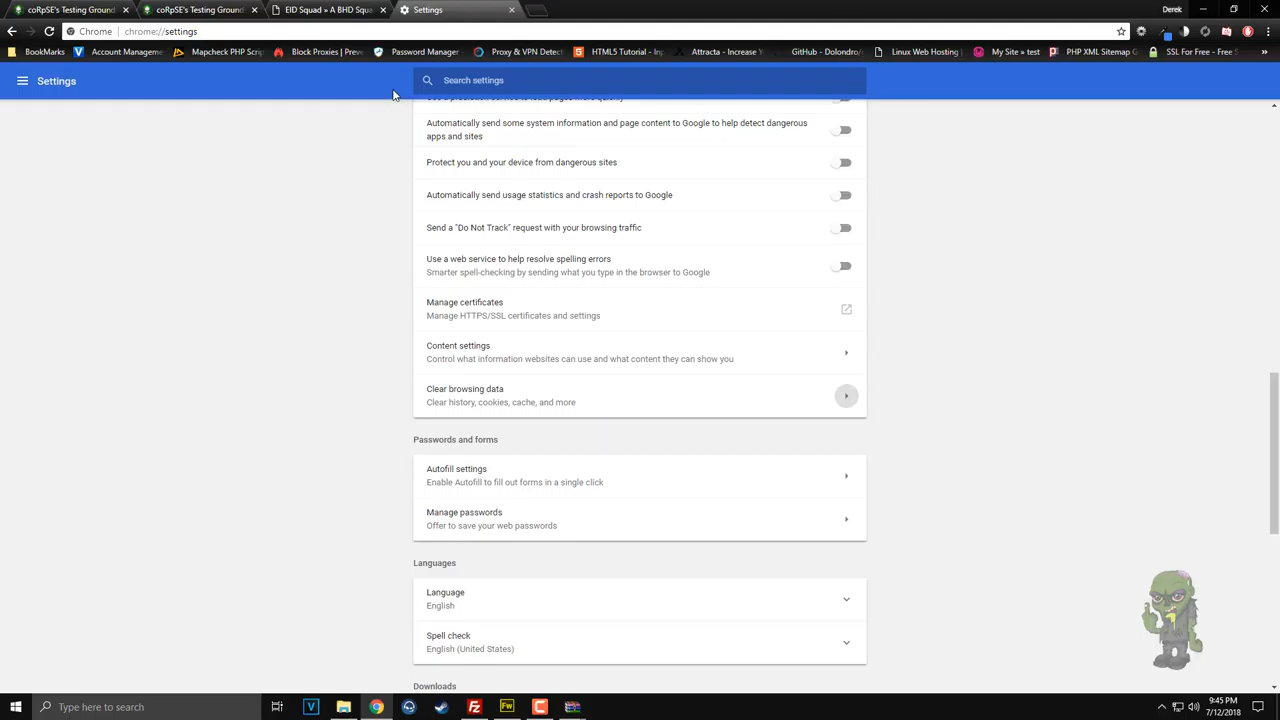 coRpSE's Testing Ground
coRpSE's Testing Ground
EID Squad » A BHD Squ
Settings
Derek
Chrome
chrome://settings
BookMarks
Account Manageme
Mapcheck PHP Scrip
Block Proxies | Preve
Password Manager
Proxy & VPN Detect
HTML5 Tutorial - Inp
Attracta - Increase Y
GitHub - Dolondro/
Linux Web Hosting |
My Site » test
PHP XML Sitemap G
SSL For Free - Free S
Settings
Search settings
Use a prediction service to load pages more quickly
Automatically send some system information and page content to Google to help detect dangerous
apps and sites
Protect you and your device from dangerous sites
Automatically send usage statistics and crash reports to Google
Send a "Do Not Track" request with your browsing traffic
Use a web service to help resolve spelling errors
Smarter spell-checking by sending what you type in the browser to Google
Manage certificates
Manage HTTPS/SSL certificates and settings
Content settings
Control what information websites can use and what content they can show you
Clear browsing data
Clear history, cookies, cache, and more
Passwords and forms
Autofill settings
Enable Autofill to fill out forms in a single click
Manage passwords
Offer to save your web passwords
Languages
Language
English
Spell check
English (United States)
Downloads
Type here to search
9:45 PM
7/12/2018